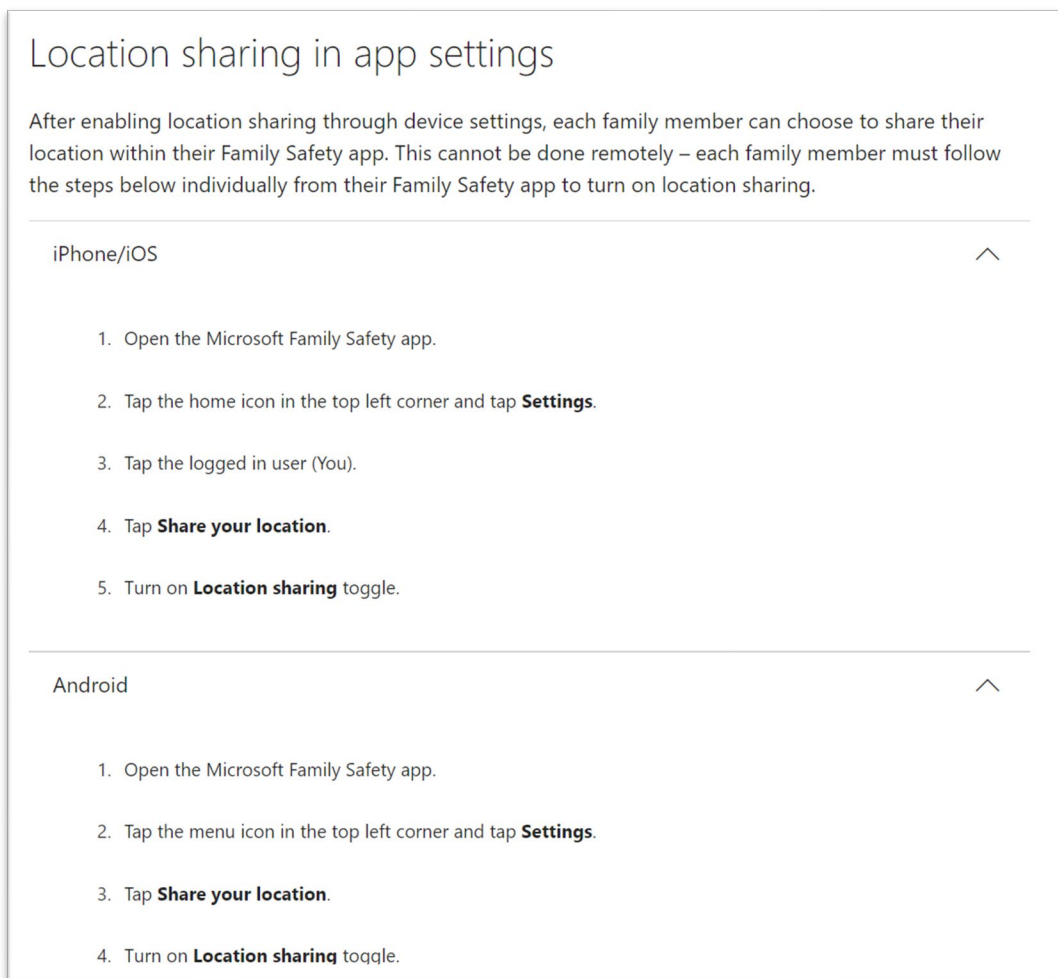 Location sharing in app settings
After enabling location sharing through device settings, each family member can choose to share their
location within their Family Safety app. This cannot be done remotely – each family member must follow
the steps below individually from their Family Safety app to turn on location sharing.
iPhone/iOS
1. Open the Microsoft Family Safety app.
2. Tap the home icon in the top left corner and tap Settings.
3. Tap the logged in user (You).
4. Tap Share your location.
5. Turn on Location sharing toggle.
Android
1. Open the Microsoft Family Safety app.
2. Tap the menu icon in the top left corner and tap Settings.
3. Tap Share your location.
4. Turn on Location sharing toggle.